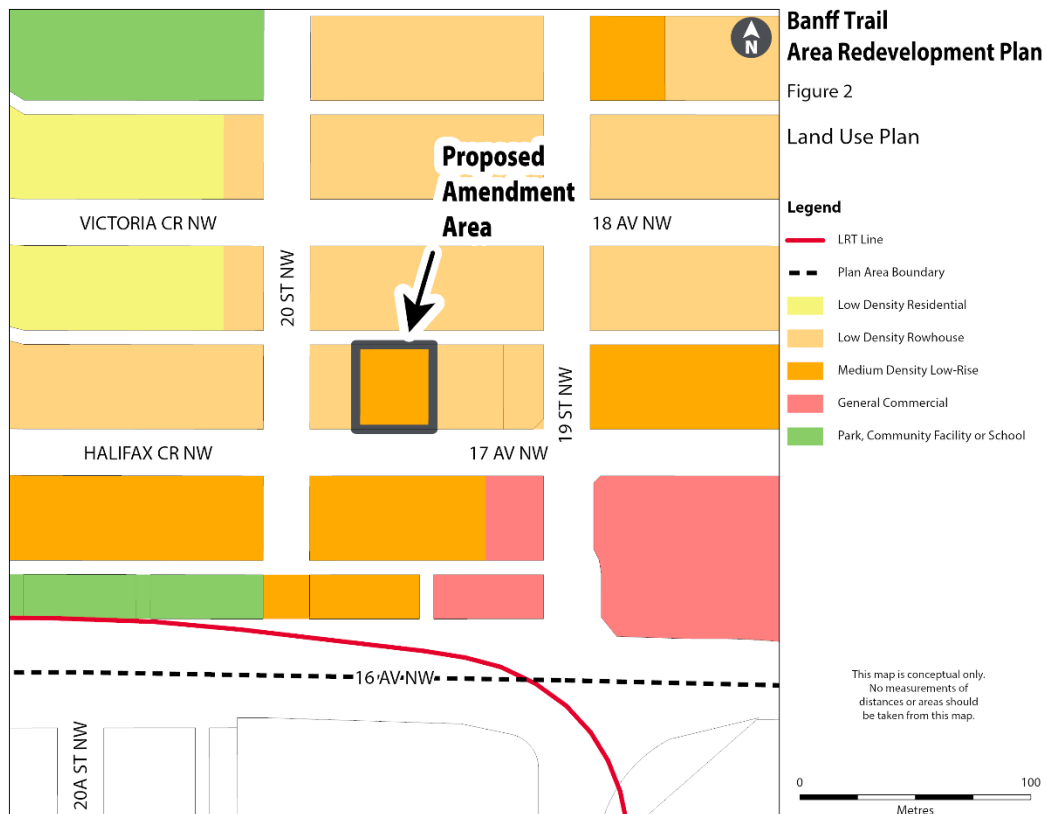 N
Banff Trail
Area Redevelopment Plan
Figure 2
Land Use Plan
Proposed
Amendment
Area
VICTORIA CR NW
18 AV NW
20 ST NW
19 ST NW
HALIFAX CR NW
17 AV NW
16 AV NW
20A ST NW
Legend
LRT Line
Plan Area Boundary
Low Density Residential
Low Density Rowhouse
Medium Density Low-Rise
General Commercial
Park, Community Facility or School
This map is conceptual only.
No measurements of
distances or areas should
be taken from this map.
0
100
Metres